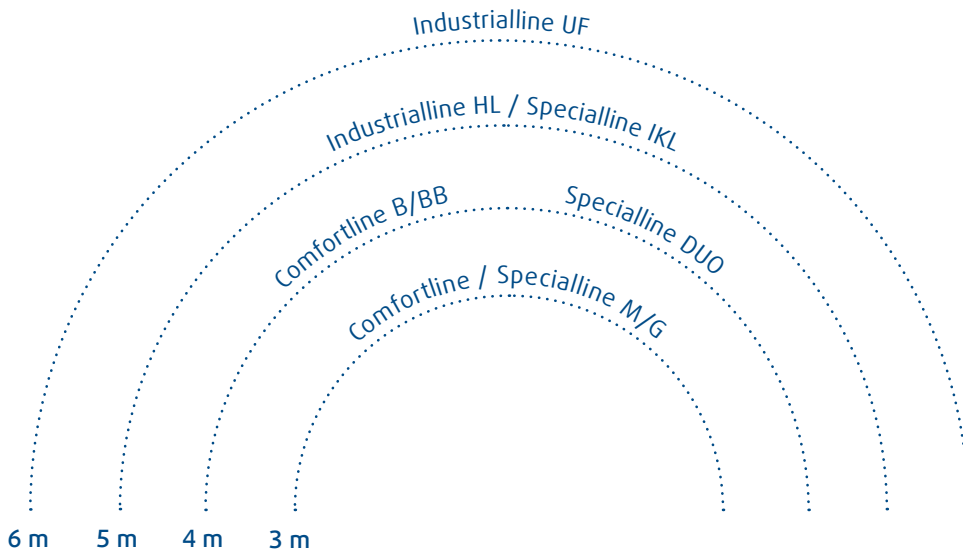 Industrialline UF
Industrialline HL / Specialline IKL
Comfortline B/BB
Specialline DUO
Comfortline / Specialline M/G
6 m
5 m
4 m
3 m